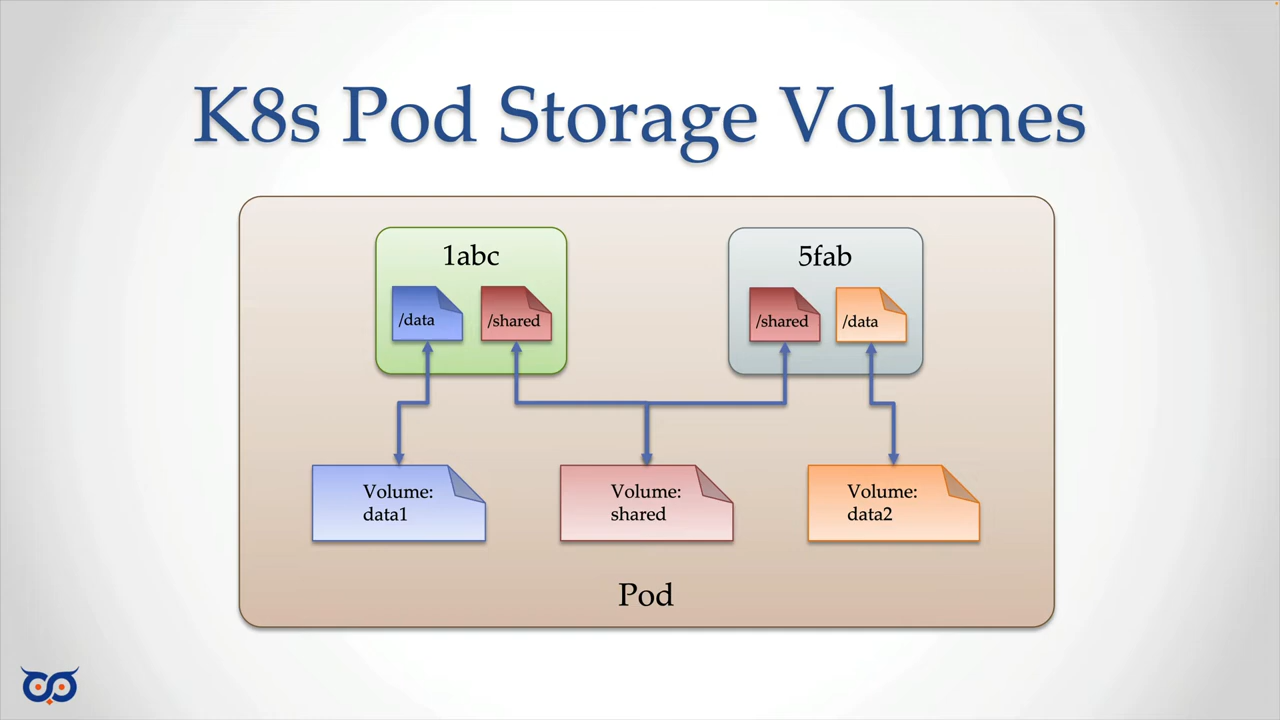 K8s Pod Storage Volumes
1abc
/data
/shared
5fab
/shared
/data
Volume:
data1
Volume:
shared
Volume:
data2
Pod